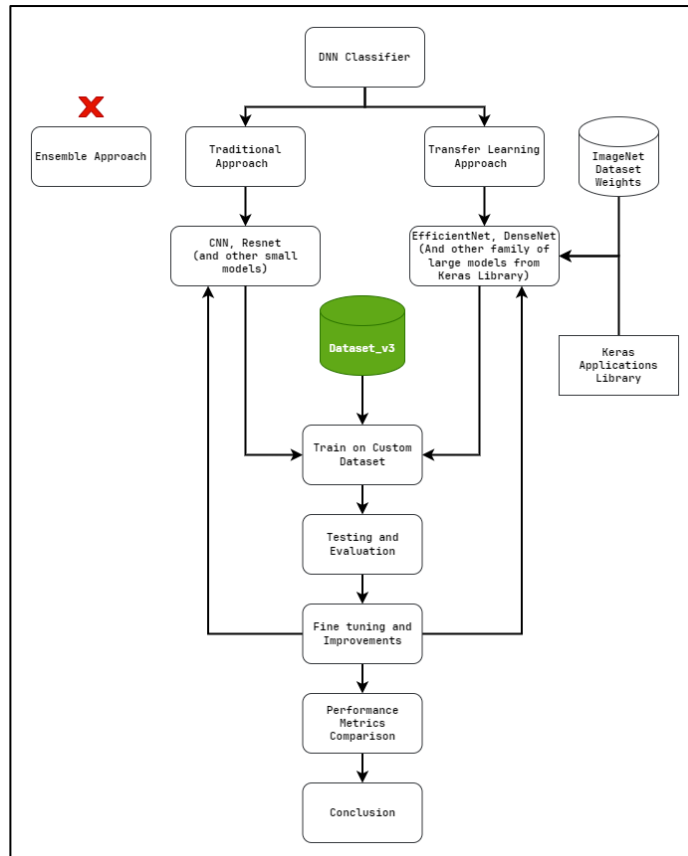 DNN Classifier
Ensemble Approach
Traditional
Approach
Transfer Learning
Approach
ImageNet
Dataset
Weights
CNN, Resnet
(and other small
models)
EfficientNet, DenseNet
(And other family of
large models from
Keras Library)
Dataset_v3
Keras
Applications
Library
Train on Custom
Dataset
Testing and
Evaluation
Fine tuning and
Improvements
Performance
Metrics
Comparison
Conclusion